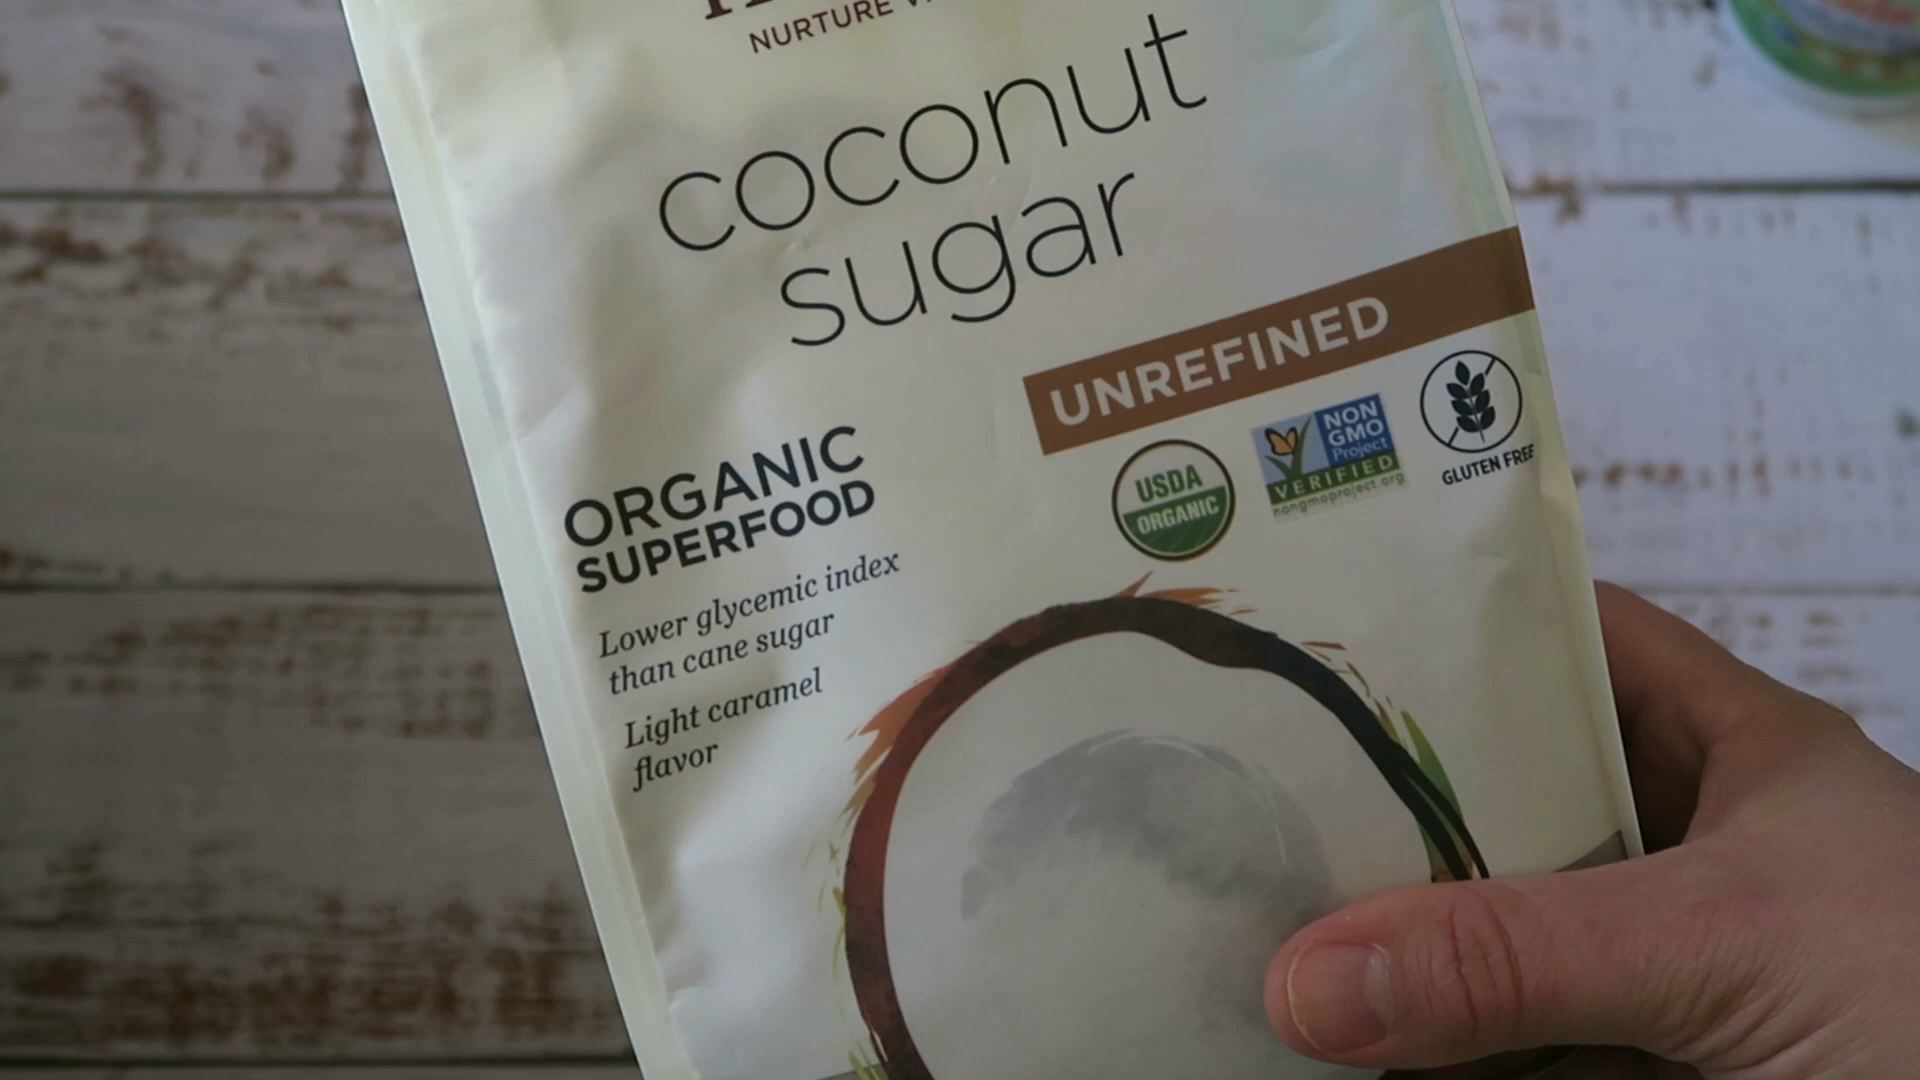 NURTURE
coconut
sugar
UNREFINED
USDA
ORGANIC
NON
GMO
Project
VERIFIED
nongmoproject.org
GLUTEN FREE
ORGANIC
SUPERFOOD
Lower glycemic index
than cane sugar
Light caramel
flavor